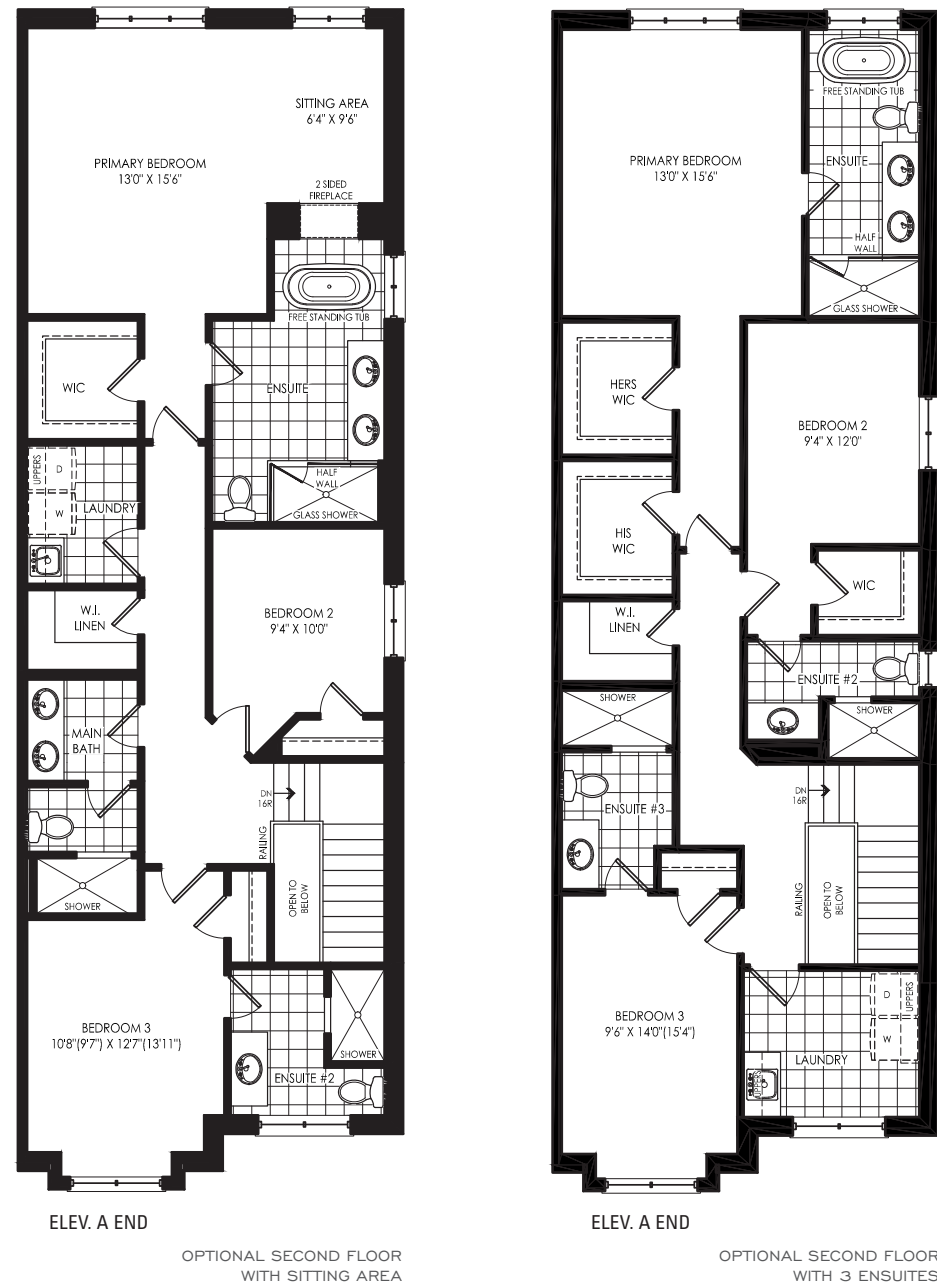 SITTING AREA
6'4" X 9'6"
PRIMARY BEDROOM
13'0" X 15'6"
2 SIDED
FIREPLACE
FREE STANDING TUB
WIC
ENSUITE
UPPERS
D
W
LAUNDRY
HALF
WALL
GLASS SHOWER
W.I.
LINEN
BEDROOM 2
9'4" X 10'0"
MAIN
BATH
DN
16R
RAILING
OPEN TO
BELOW
SHOWER
BEDROOM 3
10'8"(9'7") X 12'7"(13'11")
SHOWER
ENSUITE #2
ELEV. A END
OPTIONAL SECOND FLOOR
WITH SITTING AREA
FREE STANDING TUB
PRIMARY BEDROOM
13'0" X 15'6"
ENSUITE
HALF
WALL
GLASS SHOWER
HERS
WIC
BEDROOM 2
9'4" X 12'0"
HIS
WIC
WIC
W.I.
LINEN
ENSUITE #2
SHOWER
SHOWER
DN
16R
ENSUITE #3
RAILING
OPEN TO
BELOW
BEDROOM 3
9'6" X 14'0"(15'4")
D
UPPERS
W
LAUNDRY
UPPERS
ELEV. A END
OPTIONAL SECOND FLOOR
WITH 3 ENSUITES